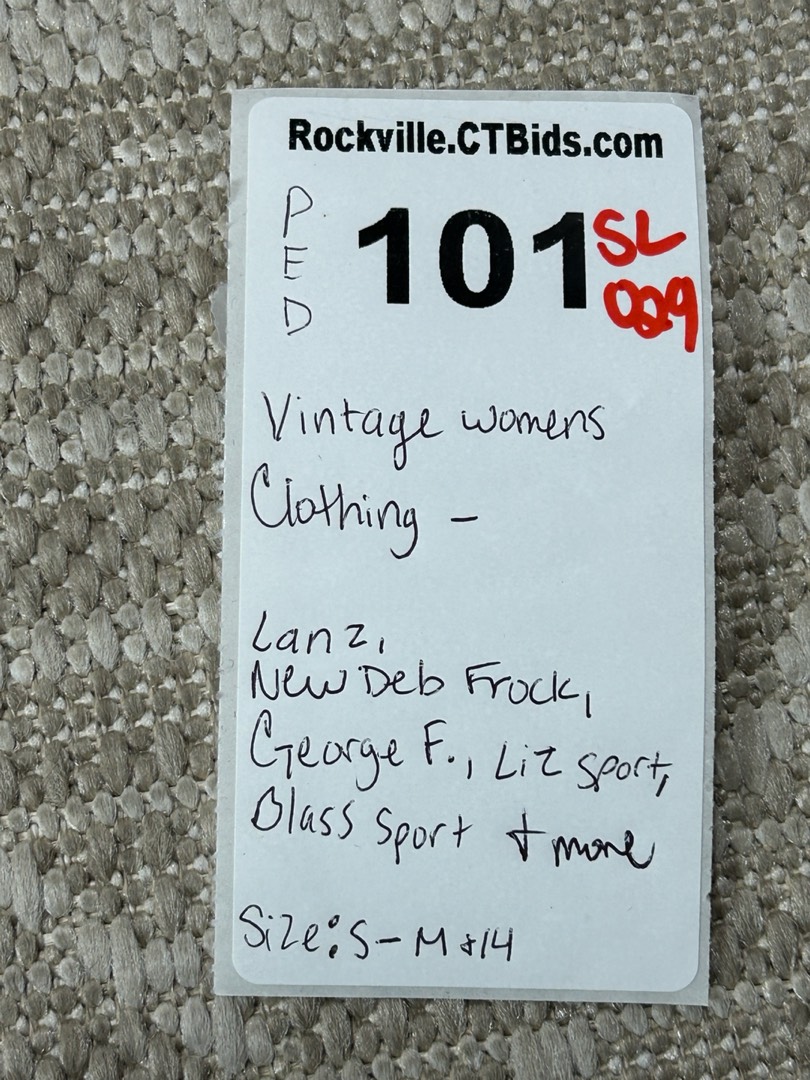 Rockville.CTBids.com
PED
101
SL
029
Vintage womens
Clothing -
Lanz,
New Deb Frock,
George F., Liz Sport,
Blass Sport + more
Size: S-M & 14